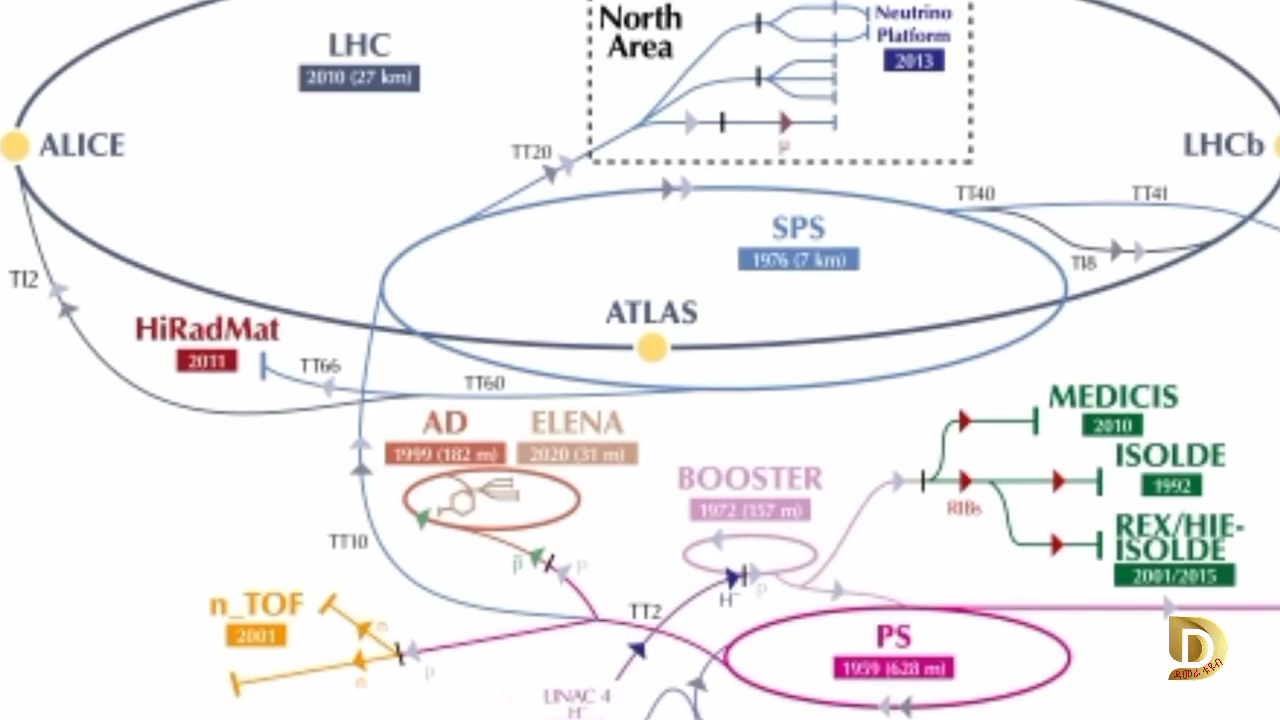 North
Area
Neutrino
Platform
2013
LHC
2010 (27 km)
ALICE
LHCb
TT20
p
TT40
TT41
SPS
1976 (7 km)
TI8
TI2
ATLAS
HiRadMat
2011
TT66
TT60
AD
1999 (182 m)
ELENA
2020 (31 m)
MEDICIS
2010
BOOSTER
1972 (157 m)
ISOLDE
1992
RIBs
REX/HIE-
ISOLDE
2001/2015
TT10
p̄
p
H⁻
p
n_TOF
2001
TT2
n
n
p
PS
1959 (628 m)
LINAC 4
H⁻